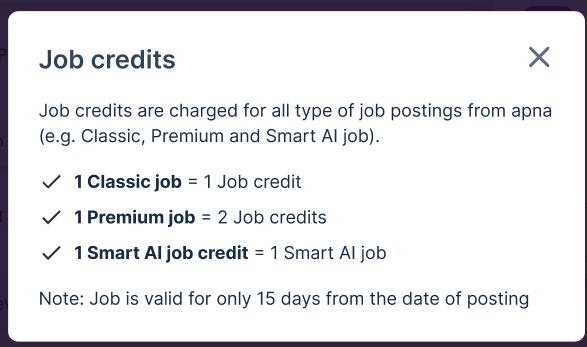 Job credits
Job credits are charged for all type of job postings from apna
(e.g. Classic, Premium and Smart AI job).
1 Classic job = 1 Job credit
1 Premium job = 2 Job credits
1 Smart AI job credit = 1 Smart AI job
Note: Job is valid for only 15 days from the date of posting